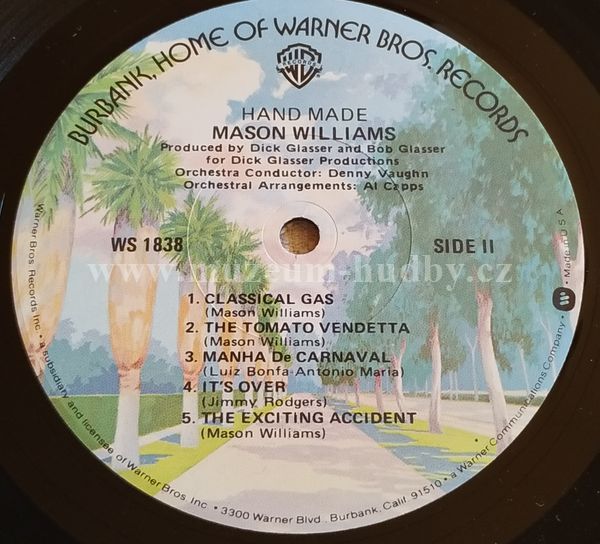 BURBANK, HOME OF WARNER BROS. RECORDS
HAND MADE
MASON WILLIAMS
Produced by Dick Glasser and Bob Glasser
for Dick Glasser Productions
Orchestra Conductor: Denny Vaughn
Orchestral Arrangements: Al Capps
WS 1838
SIDE II
www.muzeum-hudby.cz
1. CLASSICAL GAS
(Mason Williams)
2. THE TOMATO VENDETTA
(Mason Williams)
3. MANHA De CARNAVAL
(Luiz Bonfa-Antonio Maria)
4. IT'S OVER
(Jimmy Rodgers)
5. THE EXCITING ACCIDENT
(Mason Williams)
Warner Bros. Records Inc. • a subsidiary and licensee of Warner Bros. Inc. • 3300 Warner Blvd., Burbank, Calif. 91510 • a Warner Communications Company • Made in U S A